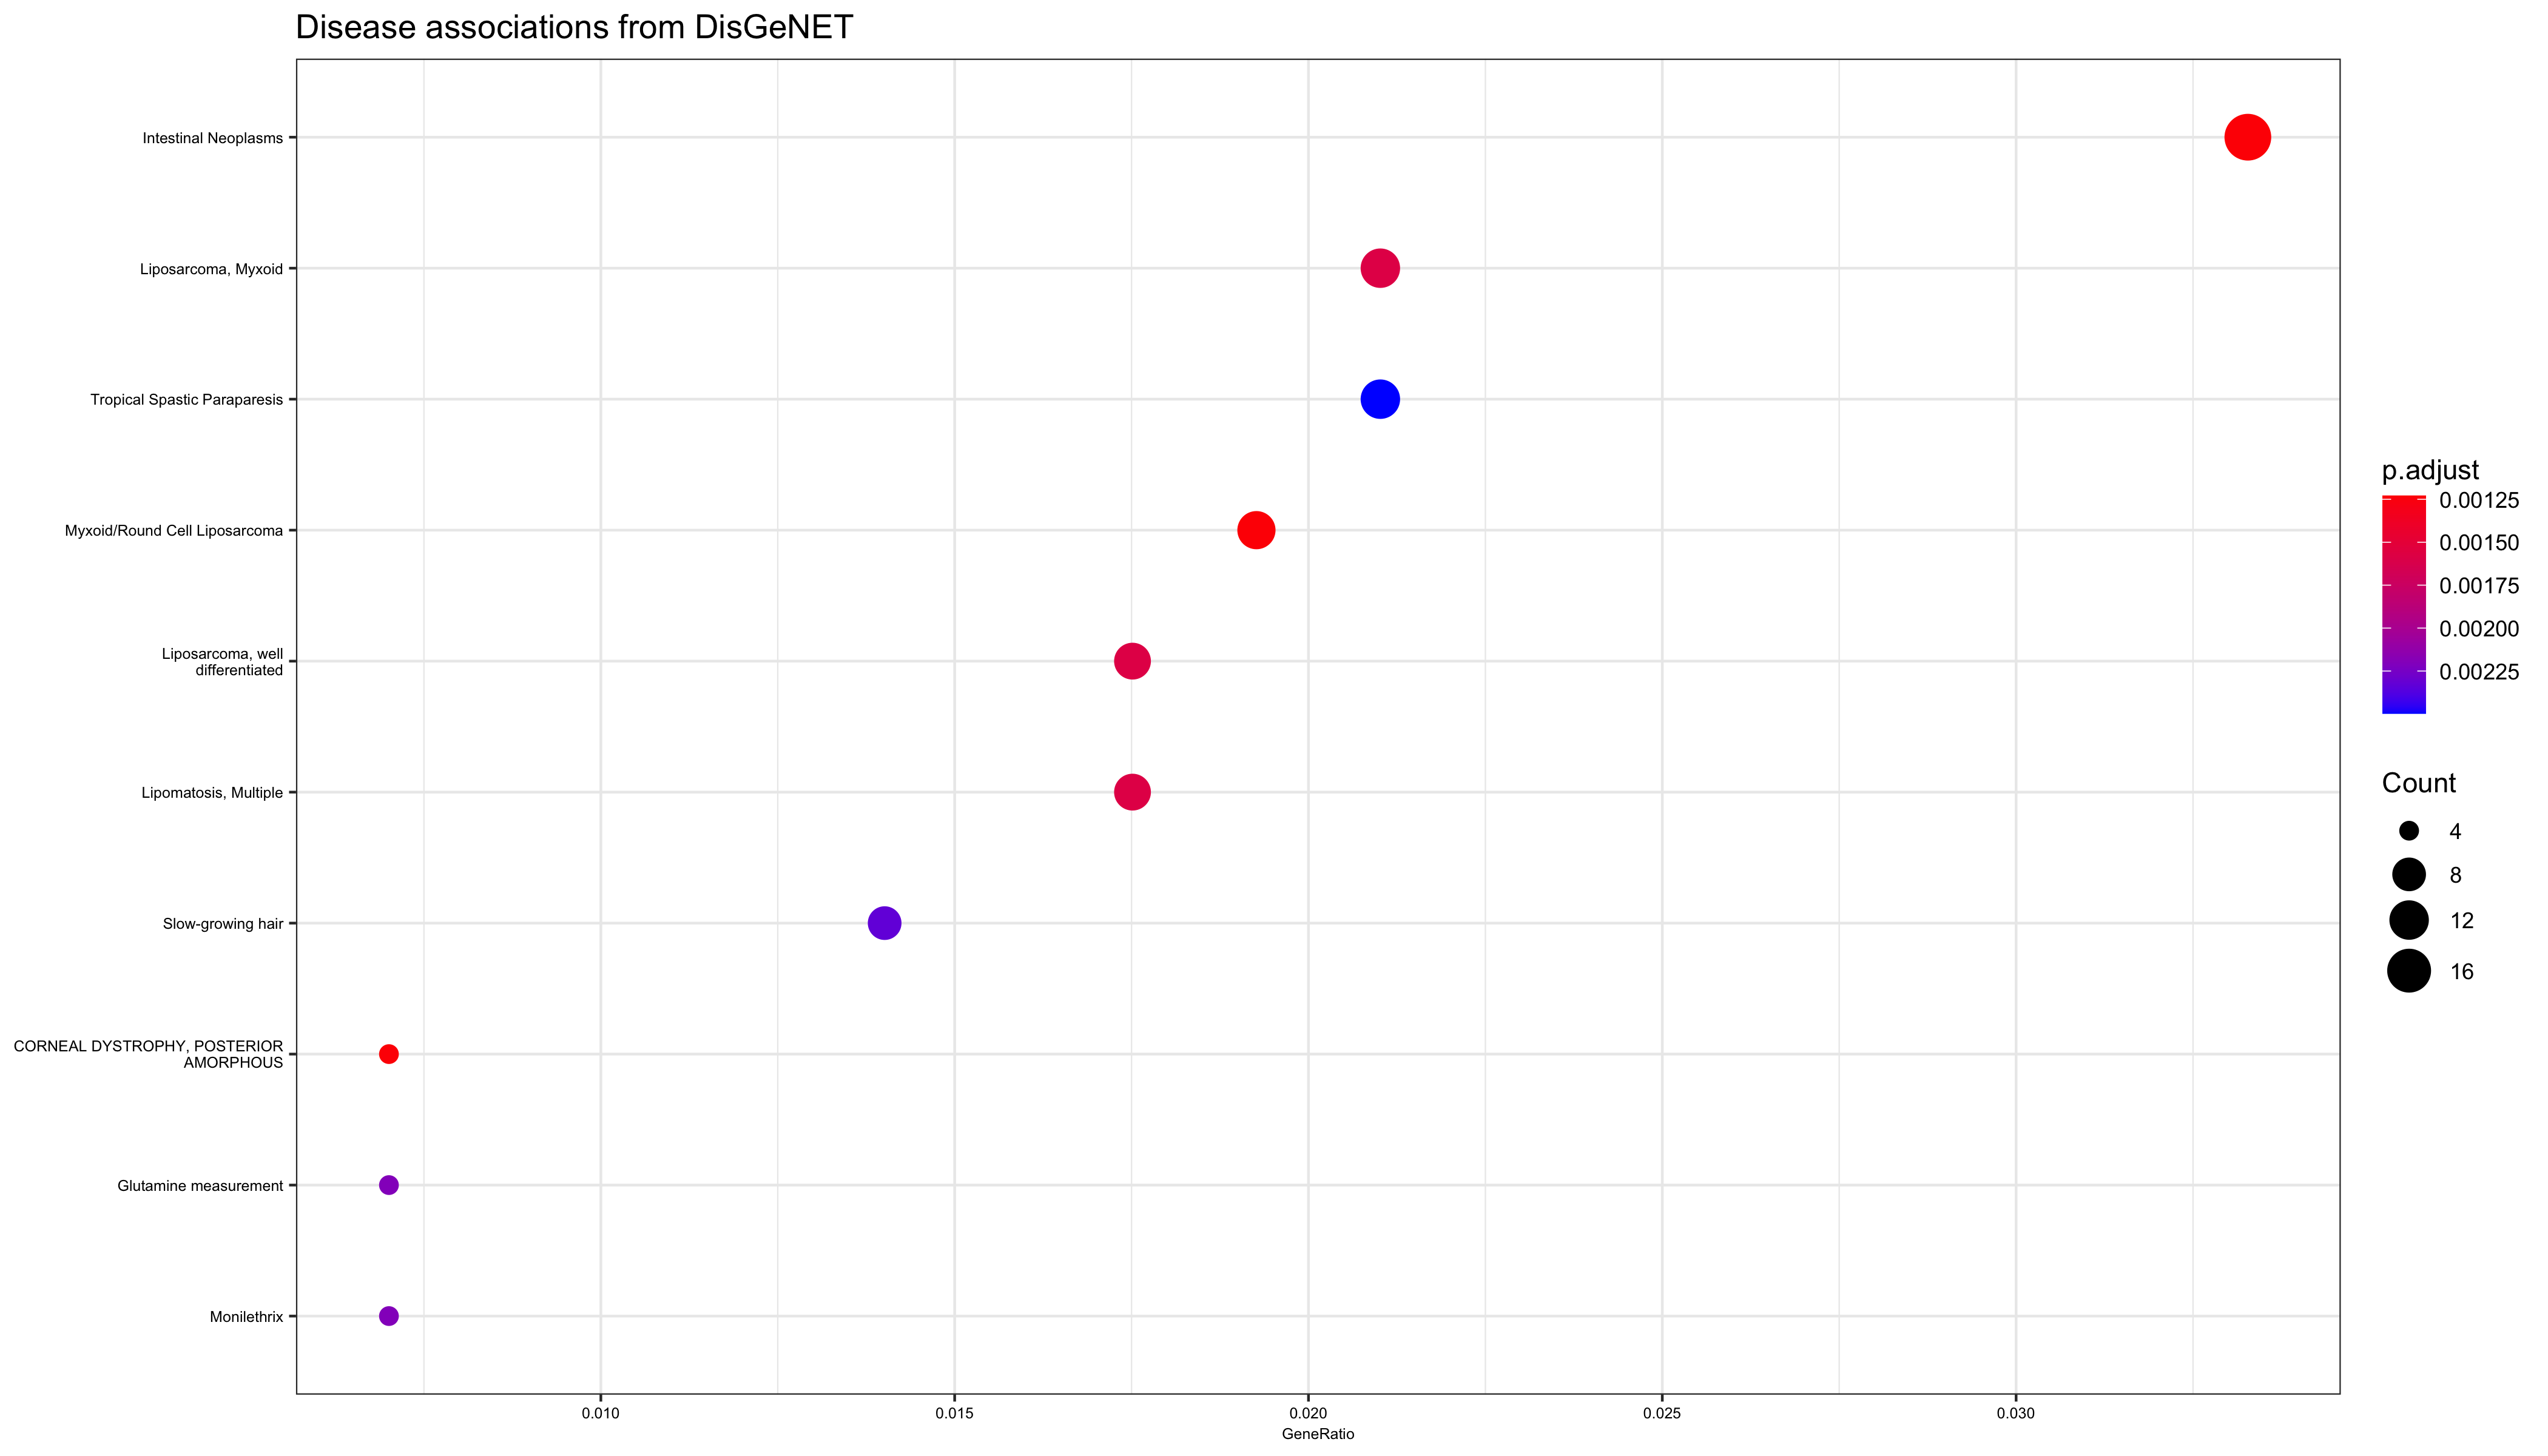 Disease associations from DisGeNET
Intestinal Neoplasms
Liposarcoma, Myxoid
Tropical Spastic Paraparesis
Myxoid/Round Cell Liposarcoma
Liposarcoma, well
differentiated
Lipomatosis, Multiple
Slow-growing hair
CORNEAL DYSTROPHY, POSTERIOR
AMORPHOUS
Glutamine measurement
Monilethrix
0.010
0.015
0.020
0.025
0.030
GeneRatio
p.adjust
0.00125
0.00150
0.00175
0.00200
0.00225
Count
4
8
12
16